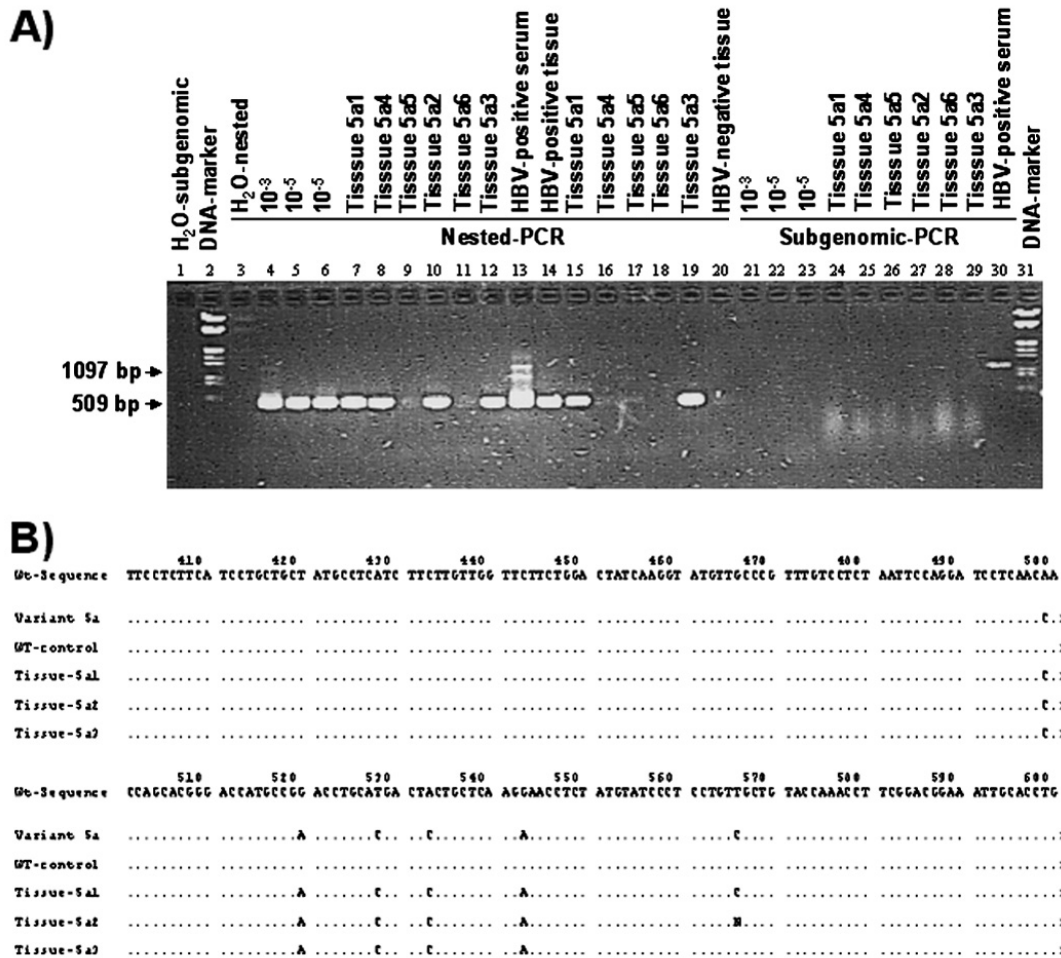 A)
H₂O-subgenomic
DNA-marker
H₂O-nested
10⁻³
10⁻⁵
10⁻⁵
Tisssue 5a1
Tisssue 5a4
Tisssue 5a5
Tisssue 5a2
Tisssue 5a6
Tisssue 5a3
HBV-positive serum
HBV-positive tissue
Tisssue 5a1
Tisssue 5a4
Tisssue 5a5
Tisssue 5a6
Tisssue 5a3
HBV-negative tissue
10⁻³
10⁻⁵
10⁻⁵
Tisssue 5a1
Tisssue 5a4
Tisssue 5a5
Tisssue 5a2
Tisssue 5a6
Tisssue 5a3
HBV-positive serum
DNA-marker
Nested-PCR
Subgenomic-PCR
1 2 3 4 5 6 7 8 9 10 11 12 13 14 15 16 17 18 19 20 21 22 23 24 25 26 27 28 29 30 31
1097 bp
509 bp
B)
410 420 430 440 450 460 470 480 490 500
Wt-Sequence TTCCTCTTCA TCCTGCTGCT ATGCCTCATC TTCTTGTTGG TTCTTCTGGA CTATCAAGGT ATGTTGCCCG TTTGTCCTCT AATTCCAGGA TCCTCAACAA
Variant 5a .......... .......... .......... .......... .......... .......... .......... .......... .......... ........C.
WT-control .......... .......... .......... .......... .......... .......... .......... .......... .......... ..........
Tissue-5a1 .......... .......... .......... .......... .......... .......... .......... .......... .......... ........C.
Tissue-5a2 .......... .......... .......... .......... .......... .......... .......... .......... .......... ........C.
Tissue-5a3 .......... .......... .......... .......... .......... .......... .......... .......... .......... ........C.
510 520 530 540 550 560 570 580 590 600
Wt-Sequence CCAGCACGGG ACCATGCCGG ACCTGCATGA CTACTGCTCA AGGAACCTCT ATGTATCCCT CCTGTTGCTG TACCAAACCT TCGGACGGAA ATTGCACCTG
Variant 5a .......... .........A .......C.. ..C....... ..A....... .......... .....C.... .......... .......... ..........
WT-control .......... .......... .......... .......... .......... .......... .......... .......... .......... ..........
Tissue-5a1 .......... .........A .......C.. ..C....... ..A....... .......... .....C.... .......... .......... ..........
Tissue-5a2 .......... .........A .......C.. ..C....... ..A....... .......... .....N.... .......... .......... ..........
Tissue-5a3 .......... .........A .......C.. ..C....... ..A....... .......... .......... .......... .......... ..........